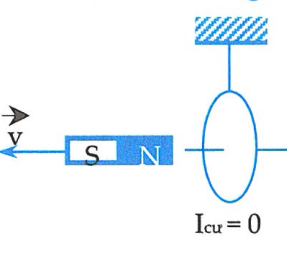 v
S N
Icư = 0